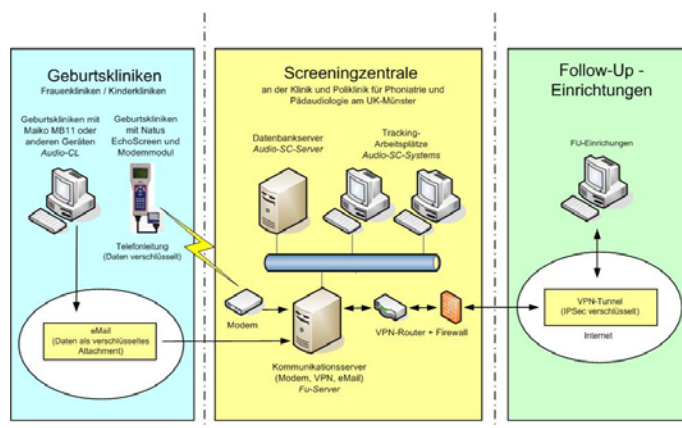 Geburtskliniken
Frauenkliniken / Kinderkliniken
Geburtskliniken mit
Maiko MB11 oder
anderen Geräten
Audio-CL
Geburtskliniken
mit Natus
EchoScreen und
Modemmodul
Telefonleitung
(Daten verschlüsselt)
eMail
(Daten als verschlüsseltes
Attachment)
Screeningzentrale
an der Klinik und Poliklinik für Phoniatrie und
Pädaudiologie am UK-Münster
Datenbankserver
Audio-SC-Server
Tracking-
Arbeitsplätze
Audio-SC-Systems
Modem
VPN-Router + Firewall
Kommunikationsserver
(Modem, VPN, eMail)
Fu-Server
Follow-Up -
Einrichtungen
FU-Einrichungen
VPN-Tunnel
(IPSec verschlüsselt)
Internet